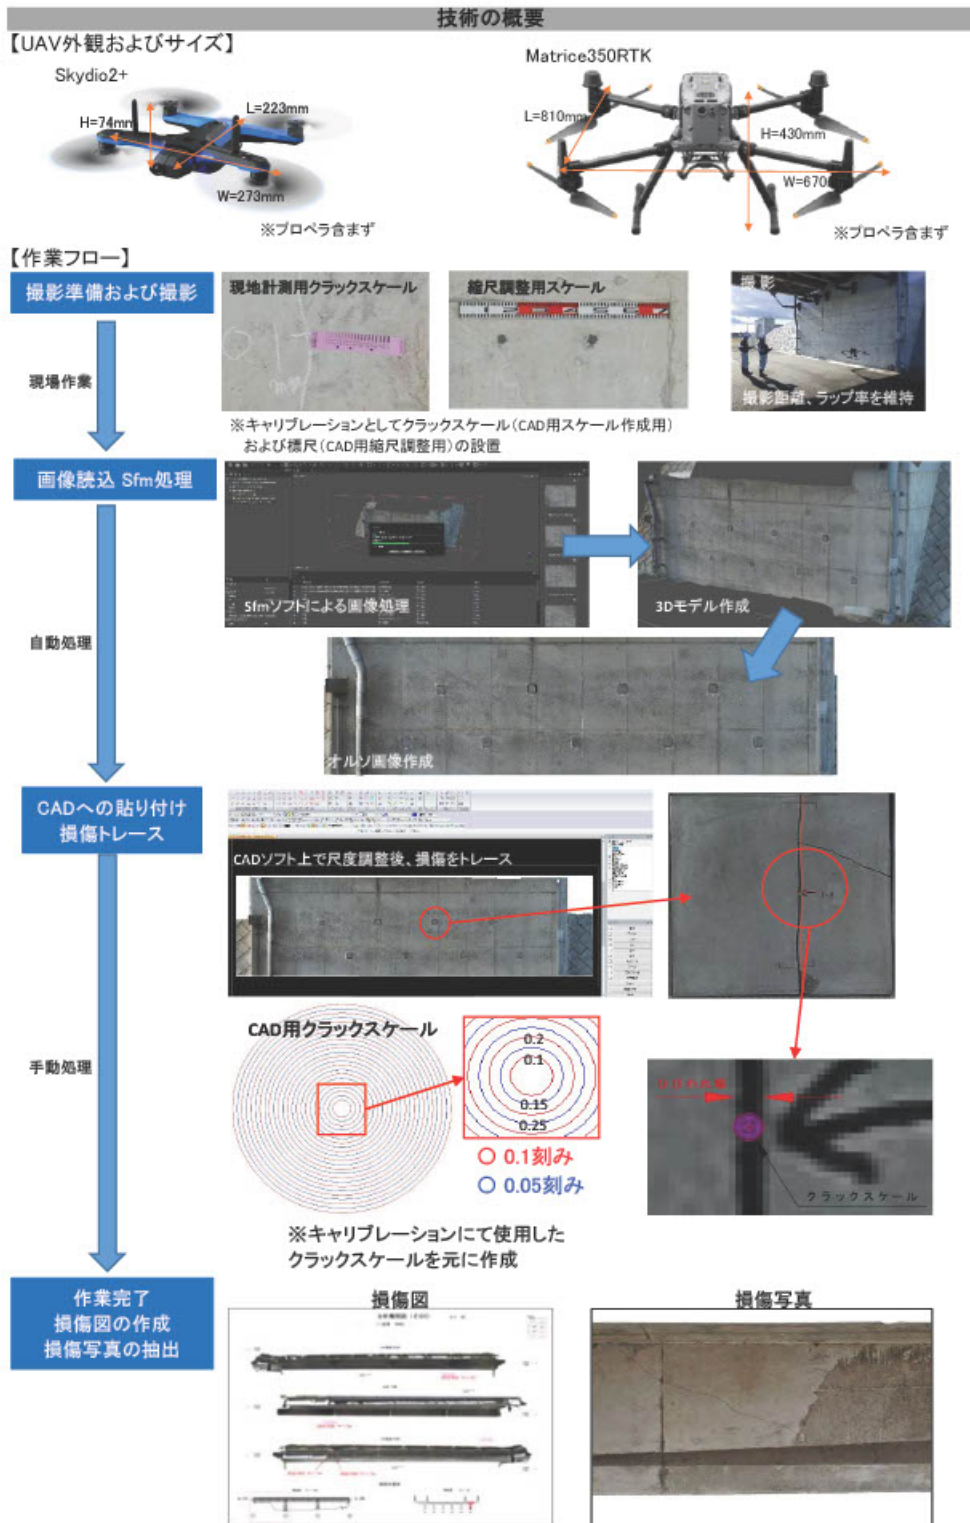 技術の概要
【UAV外観およびサイズ】
Skydio2+
H=74mm
L=223mm
W=273mm
※プロペラ含まず
Matrice350RTK
L=810mm
H=430mm
W=670
※プロペラ含まず
【作業フロー】
撮影準備および撮影
現地計測用クラックスケール
縮尺調整用スケール
撮影
撮影距離、ラップ率を維持
現場作業
※キャリブレーションとしてクラックスケール(CAD用スケール作成用)
および標尺(CAD用縮尺調整用)の設置
画像読込 Sfm処理
Sfmソフトによる画像処理
3Dモデル作成
自動処理
オルソ画像作成
CADへの貼り付け
損傷トレース
CADソフト上で尺度調整後、損傷をトレース
CAD用クラックスケール
0.2
0.1
0.15
0.25
0.1刻み
0.05刻み
手動処理
クラックスケール
※キャリブレーションにて使用した
クラックスケールを元に作成
作業完了
損傷図の作成
損傷写真の抽出
損傷図
損傷写真